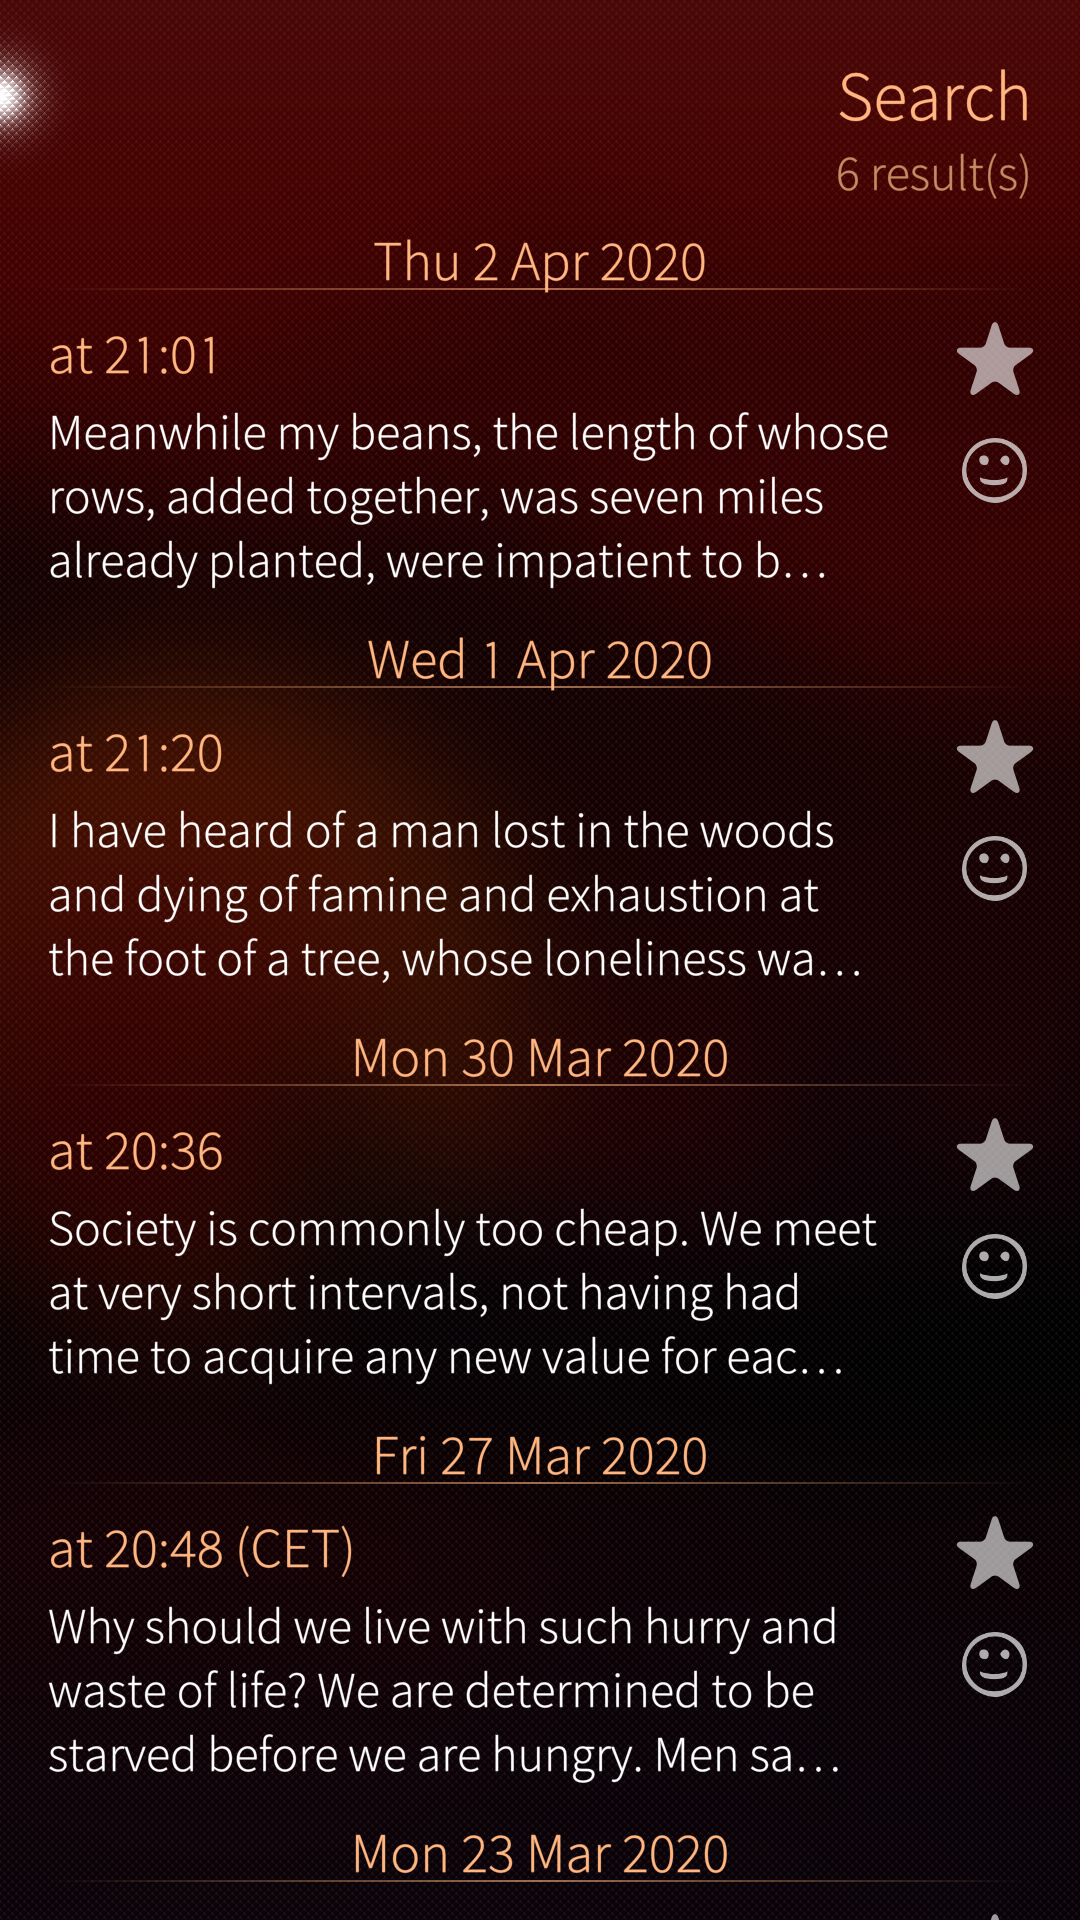 Search
6 result(s)
Thu 2 Apr 2020
at 21:01
Meanwhile my beans, the length of whose
rows, added together, was seven miles
already planted, were impatient to b…
Wed 1 Apr 2020
at 21:20
I have heard of a man lost in the woods
and dying of famine and exhaustion at
the foot of a tree, whose loneliness wa…
Mon 30 Mar 2020
at 20:36
Society is commonly too cheap. We meet
at very short intervals, not having had
time to acquire any new value for eac…
Fri 27 Mar 2020
at 20:48 (CET)
Why should we live with such hurry and
waste of life? We are determined to be
starved before we are hungry. Men sa…
Mon 23 Mar 2020